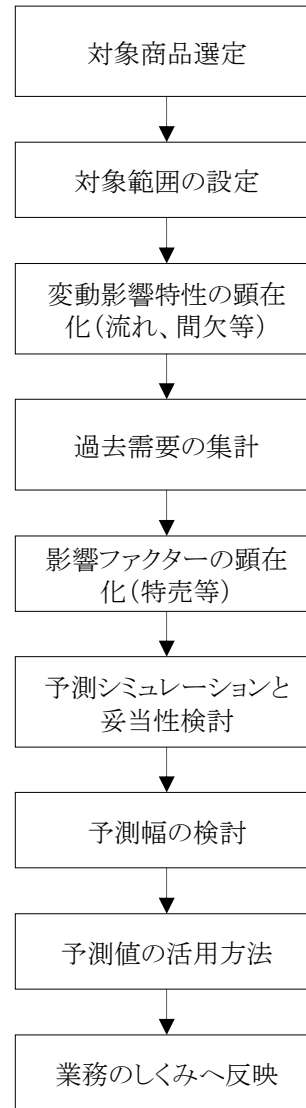 対象商品選定
対象範囲の設定
変動影響特性の顕在
化(流れ、間欠等)
過去需要の集計
影響ファクターの顕在
化(特売等)
予測シミュレーションと
妥当性検討
予測幅の検討
予測値の活用方法
業務のしくみへ反映